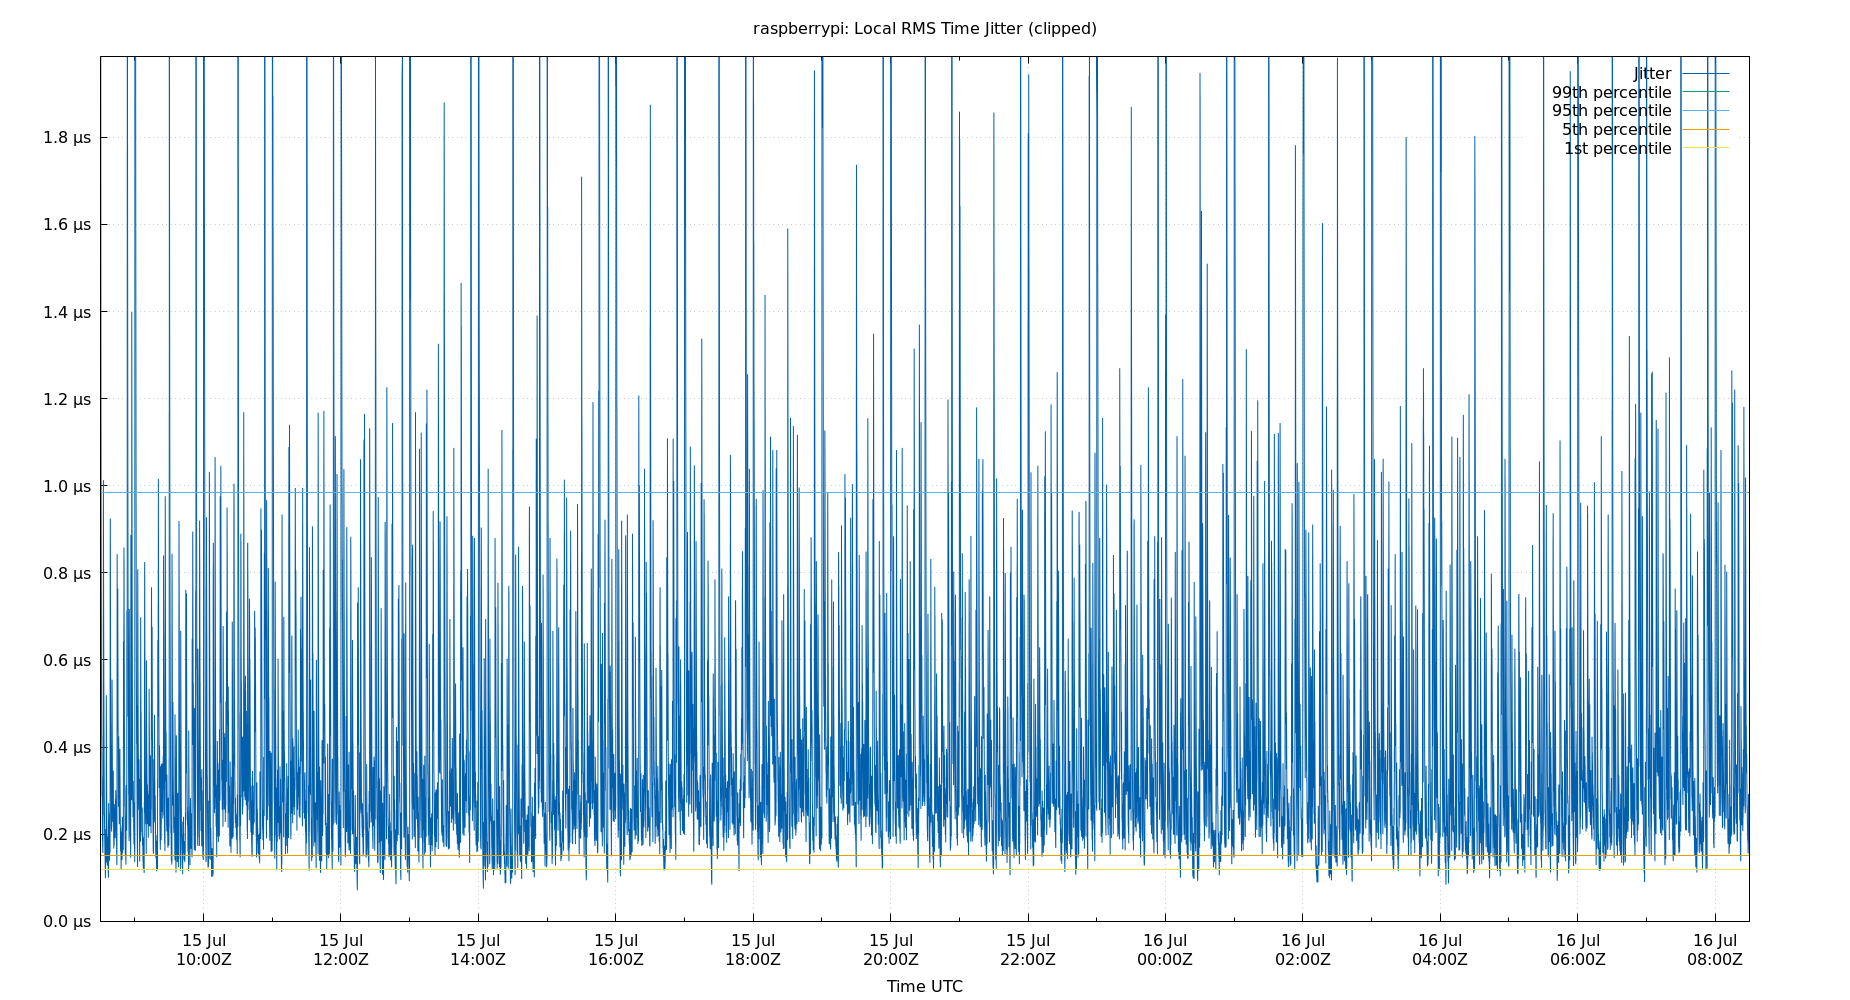 raspberrypi: Local RMS Time Jitter (clipped)
Jitter
99th percentile
95th percentile
5th percentile
1st percentile
1.8 µs
1.6 µs
1.4 µs
1.2 µs
1.0 µs
0.8 µs
0.6 µs
0.4 µs
0.2 µs
0.0 µs
15 Jul 15 Jul 15 Jul 15 Jul 15 Jul 15 Jul 15 Jul 16 Jul 16 Jul 16 Jul 16 Jul 16 Jul
10:00Z 12:00Z 14:00Z 16:00Z 18:00Z 20:00Z 22:00Z 00:00Z 02:00Z 04:00Z 06:00Z 08:00Z
Time UTC